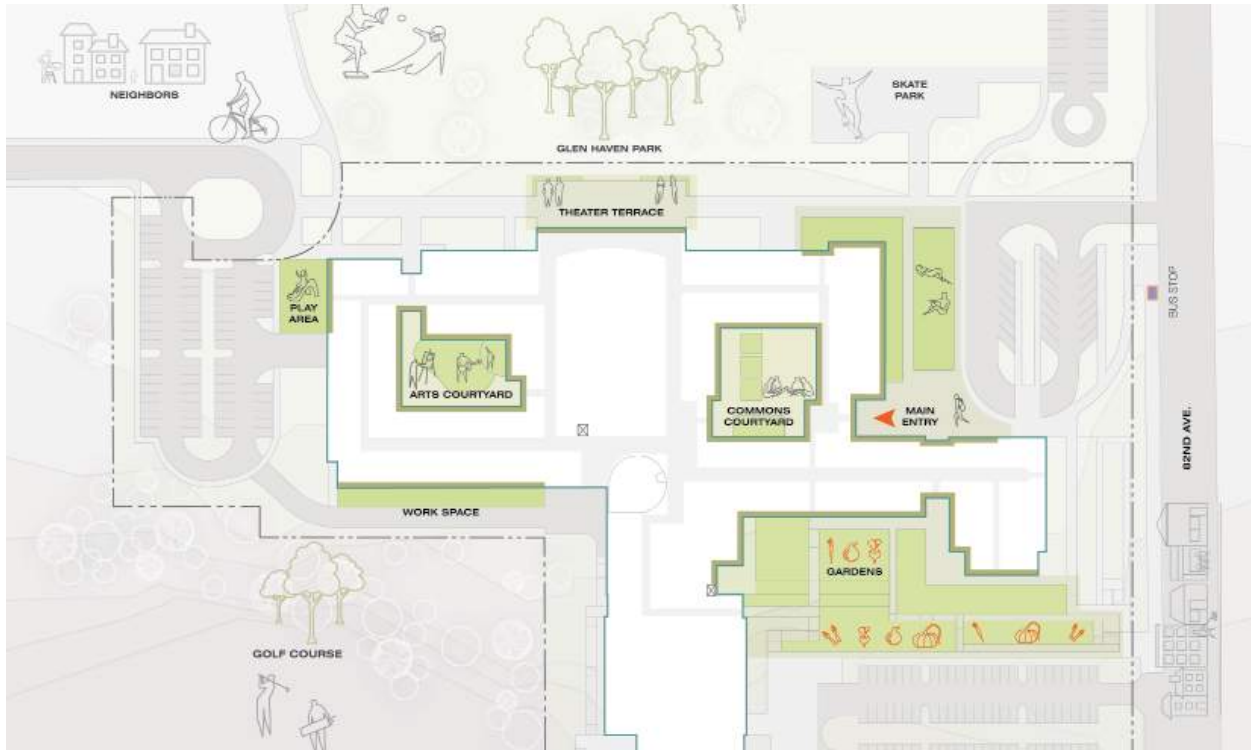 NEIGHBORS
SKATE
PARK
GLEN HAVEN PARK
THEATER TERRACE
PLAY
AREA
BUS STOP
ARTS COURTYARD
COMMONS
COURTYARD
MAIN
ENTRY
82ND AVE.
WORK SPACE
GARDENS
GOLF COURSE